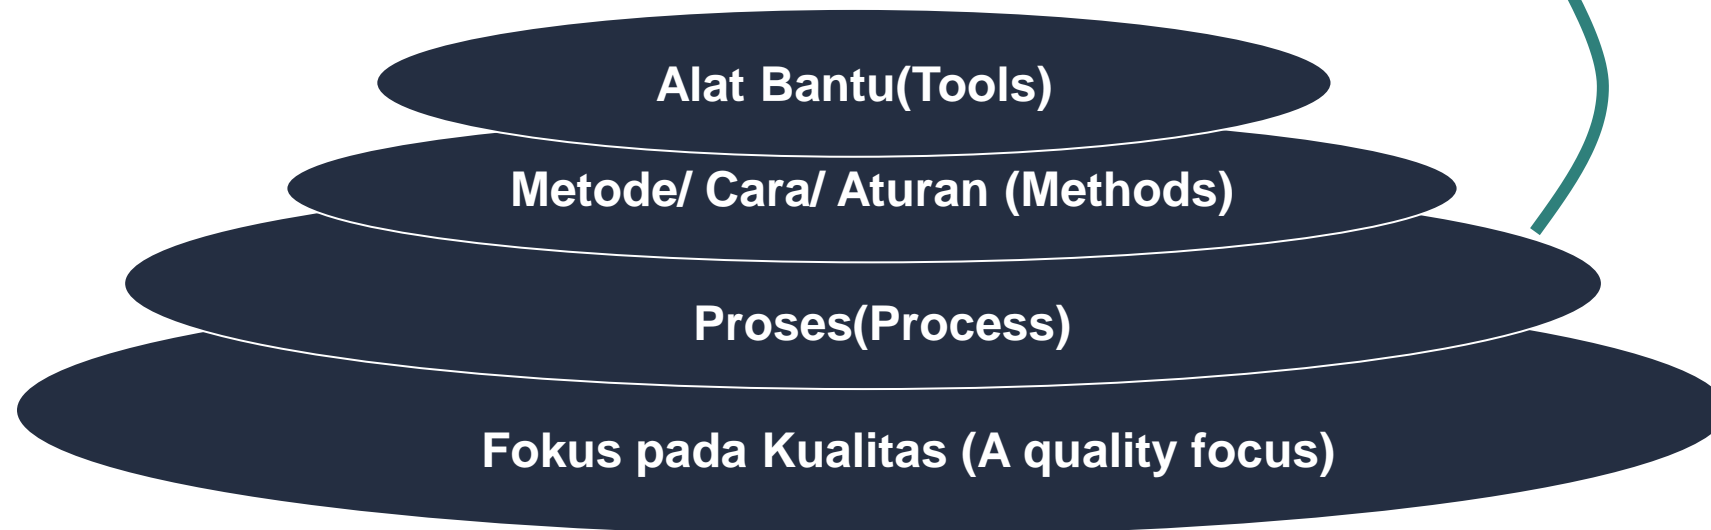 Alat Bantu(Tools)
Metode/ Cara/ Aturan (Methods)
Proses(Process)
Fokus pada Kualitas (A quality focus)